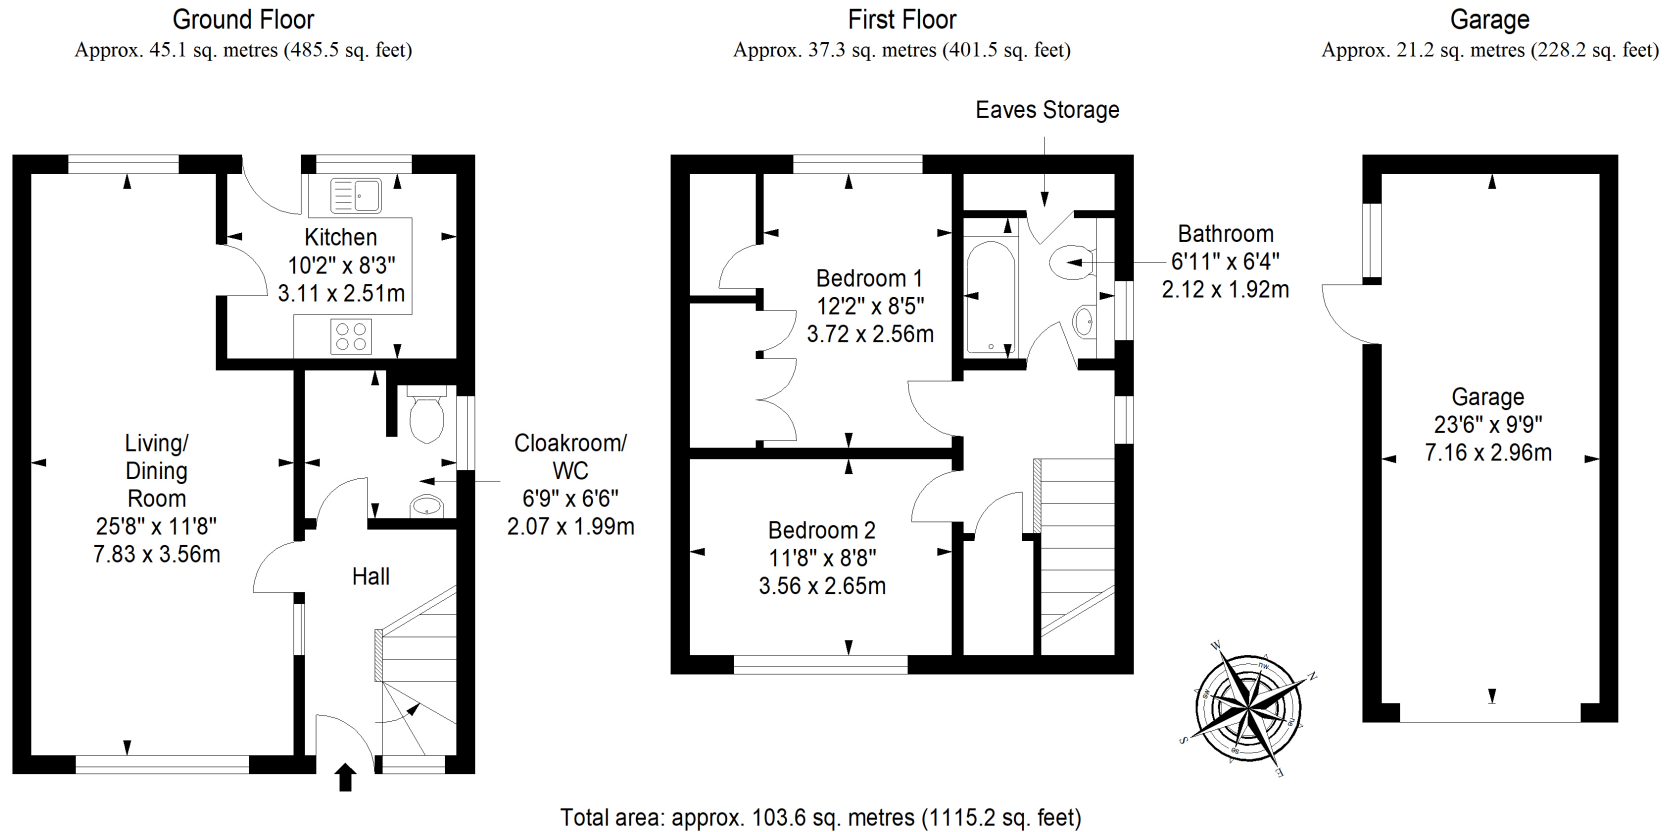 Ground Floor
Approx. 45.1 sq. metres (485.5 sq. feet)
First Floor
Approx. 37.3 sq. metres (401.5 sq. feet)
Garage
Approx. 21.2 sq. metres (228.2 sq. feet)
Eaves Storage
Kitchen
10'2" x 8'3"
3.11 x 2.51m
Living/
Dining
Room
25'8" x 11'8"
7.83 x 3.56m
Cloakroom/
WC
6'9" x 6'6"
2.07 x 1.99m
Hall
Bedroom 1
12'2" x 8'5"
3.72 x 2.56m
Bathroom
6'11" x 6'4"
2.12 x 1.92m
Bedroom 2
11'8" x 8'8"
3.56 x 2.65m
Garage
23'6" x 9'9"
7.16 x 2.96m
W
nw
N
sw
ne
S
se
E
Total area: approx. 103.6 sq. metres (1115.2 sq. feet)